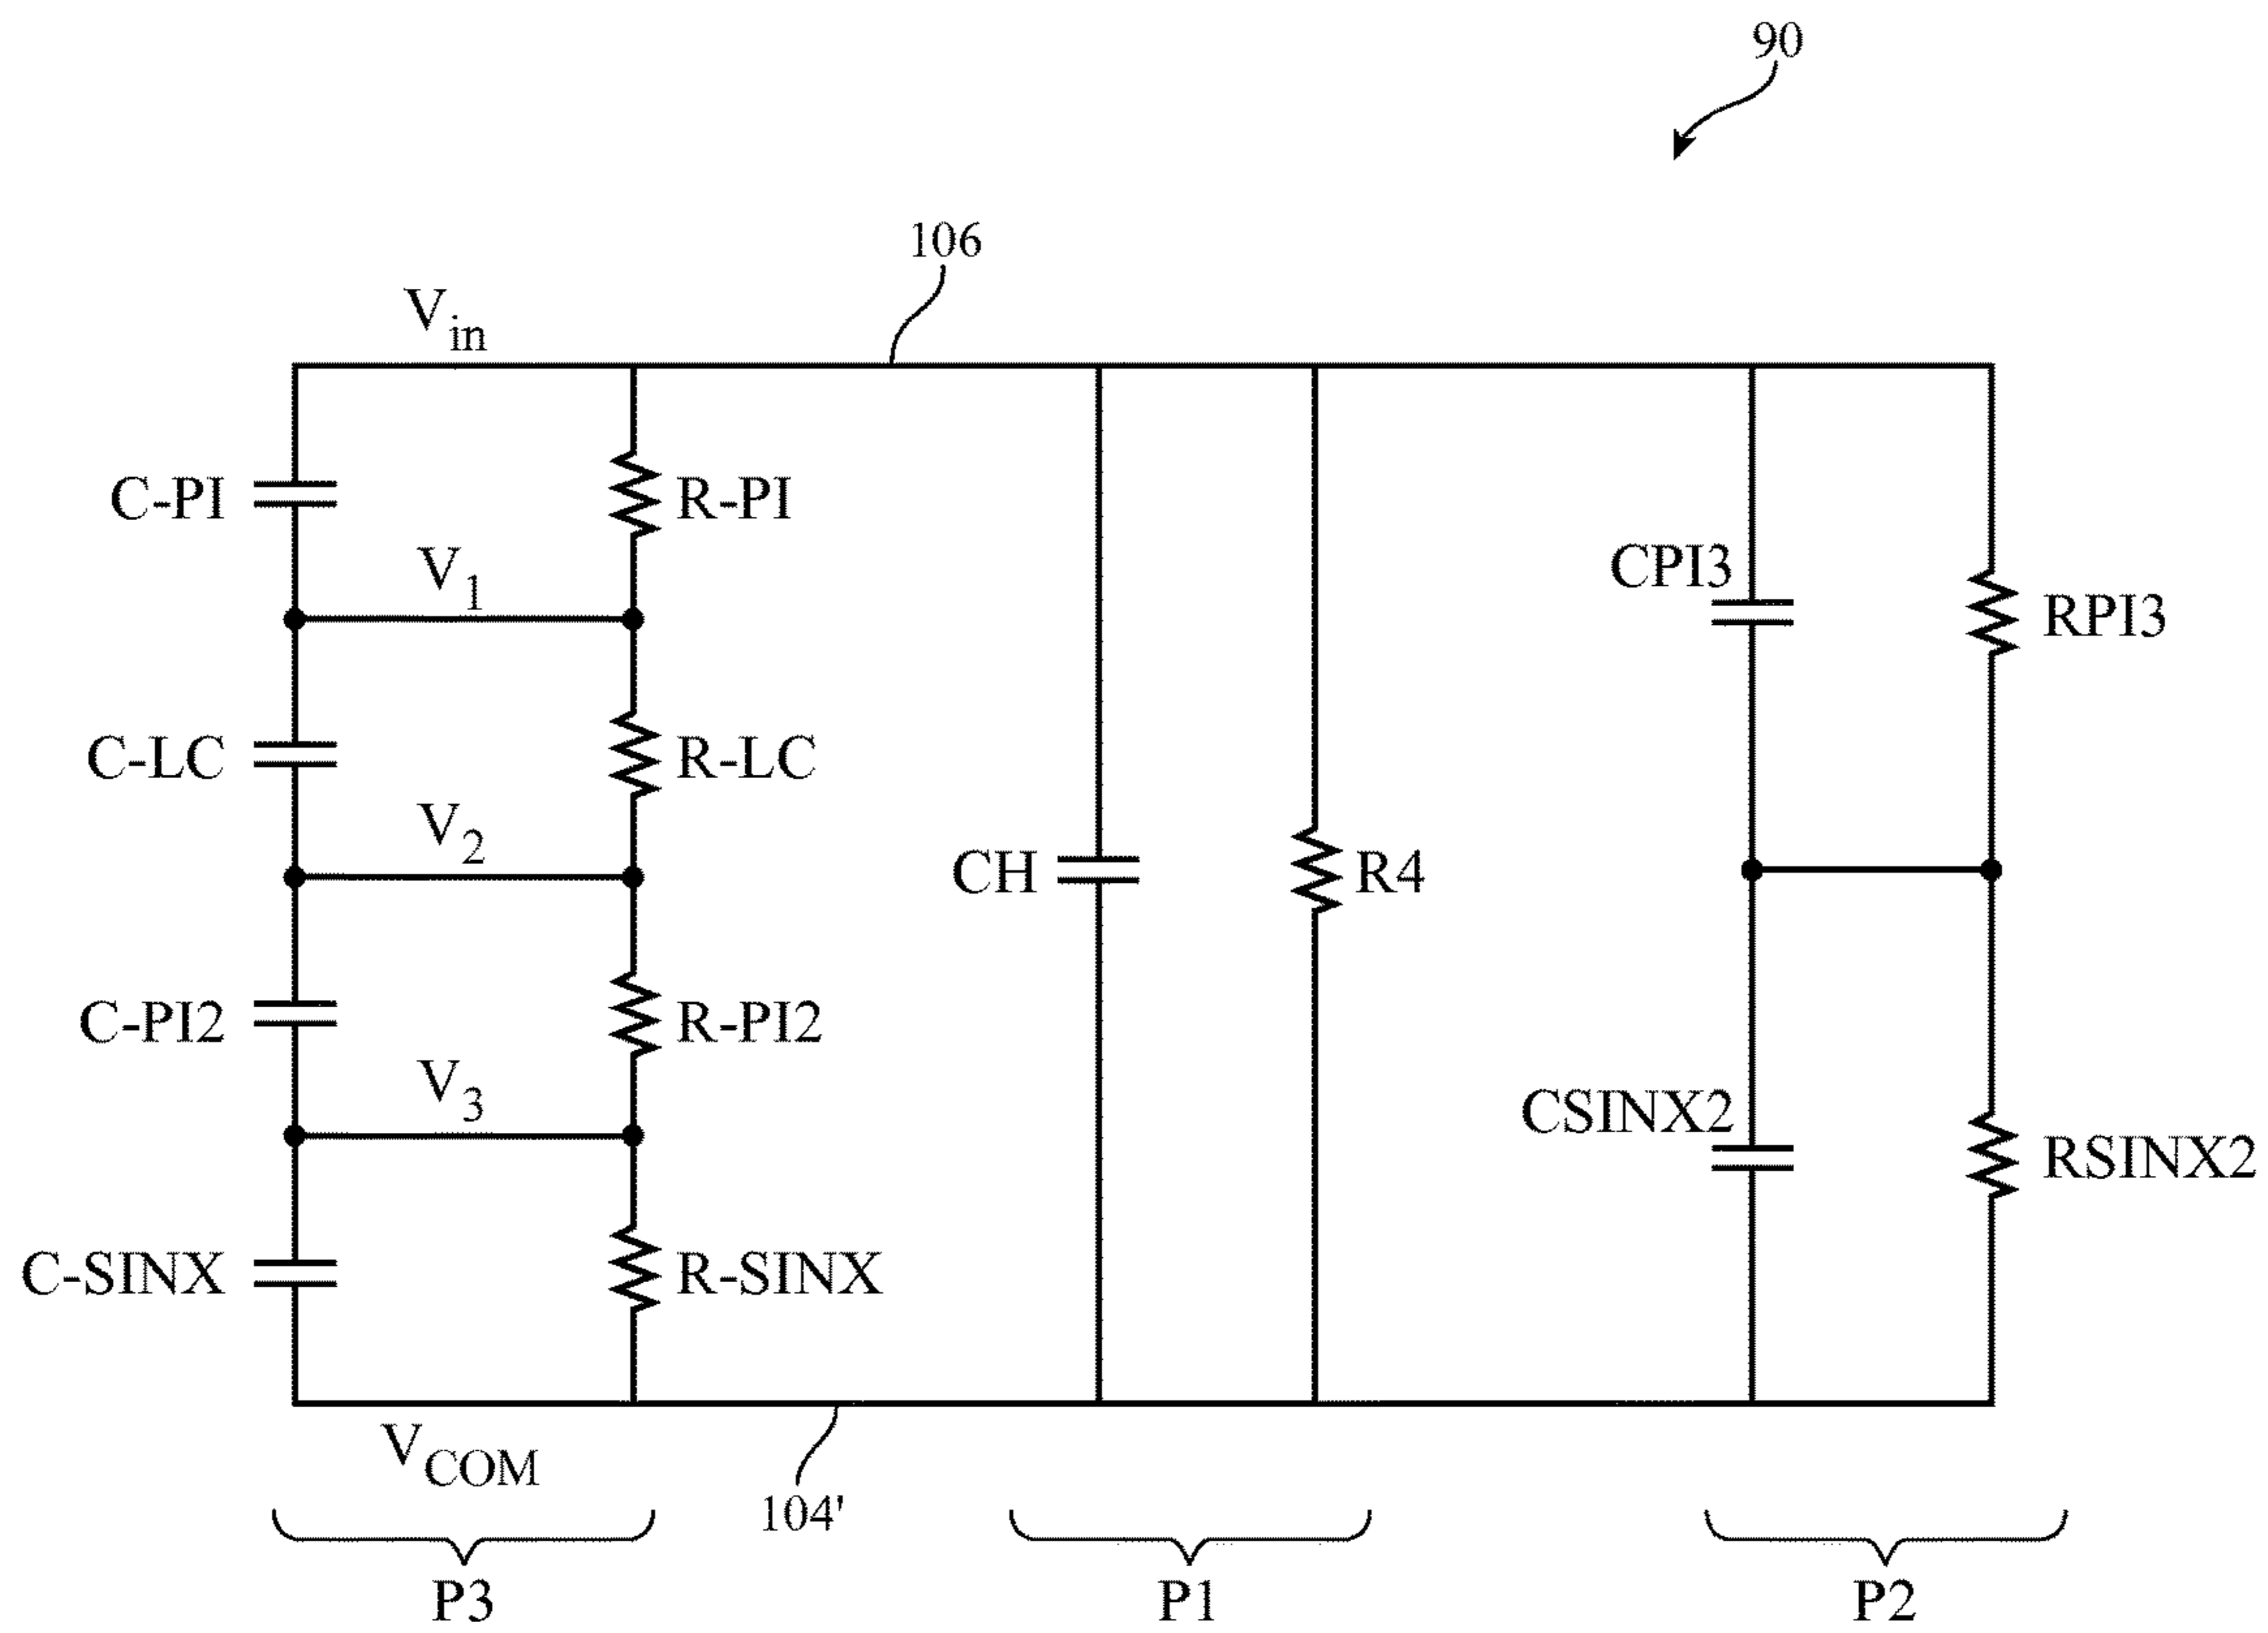 90
106
V_in
C-PI R-PI
V_1
CPI3 RPI3
C-LC R-LC
V_2
CH R4
C-PI2 R-PI2
V_3
CSINX2 RSINX2
C-SINX R-SINX
V_COM
104'
P3 P1 P2